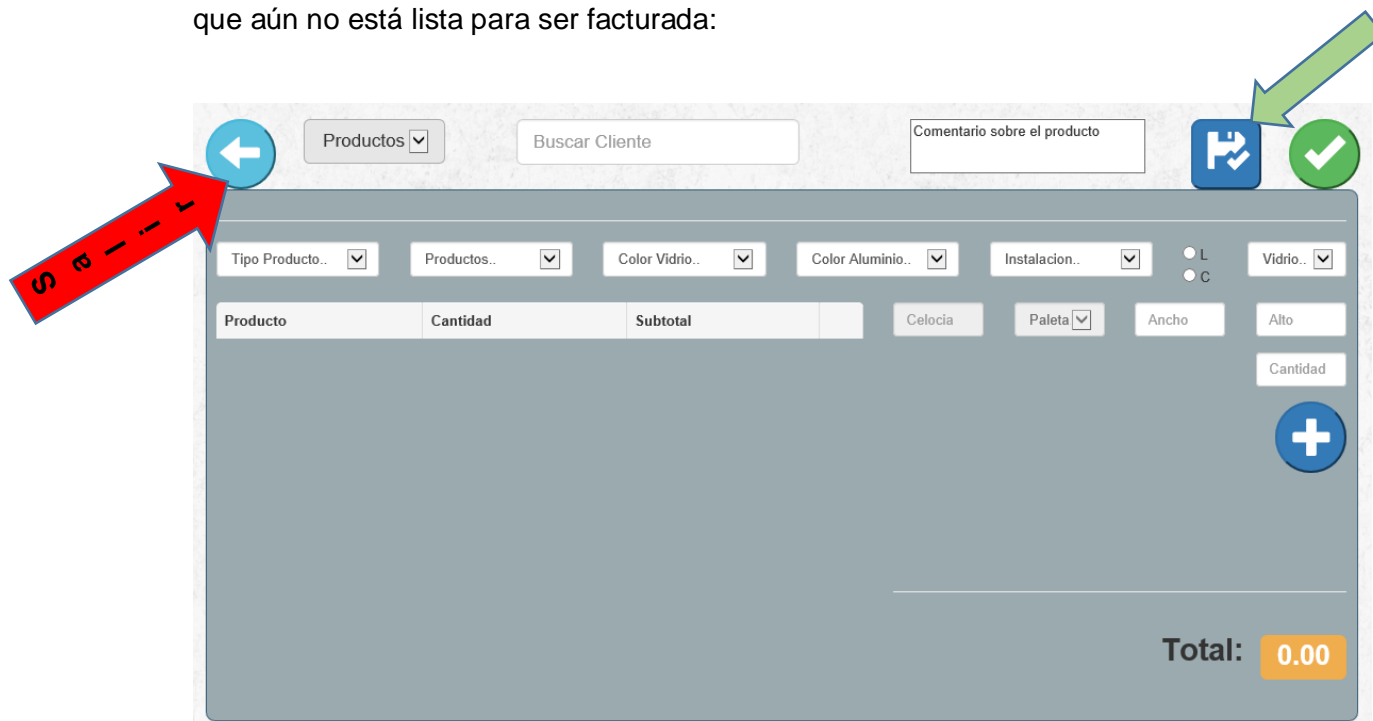 que aún no está lista para ser facturada:
Productos
Buscar Cliente
Comentario sobre el producto
Salir
Tipo Producto..
Productos..
Color Vidrio..
Color Aluminio..
Instalacion..
L
C
Vidrio..
Producto
Cantidad
Subtotal
Celocia
Paleta
Ancho
Alto
Cantidad
Total:
0.00